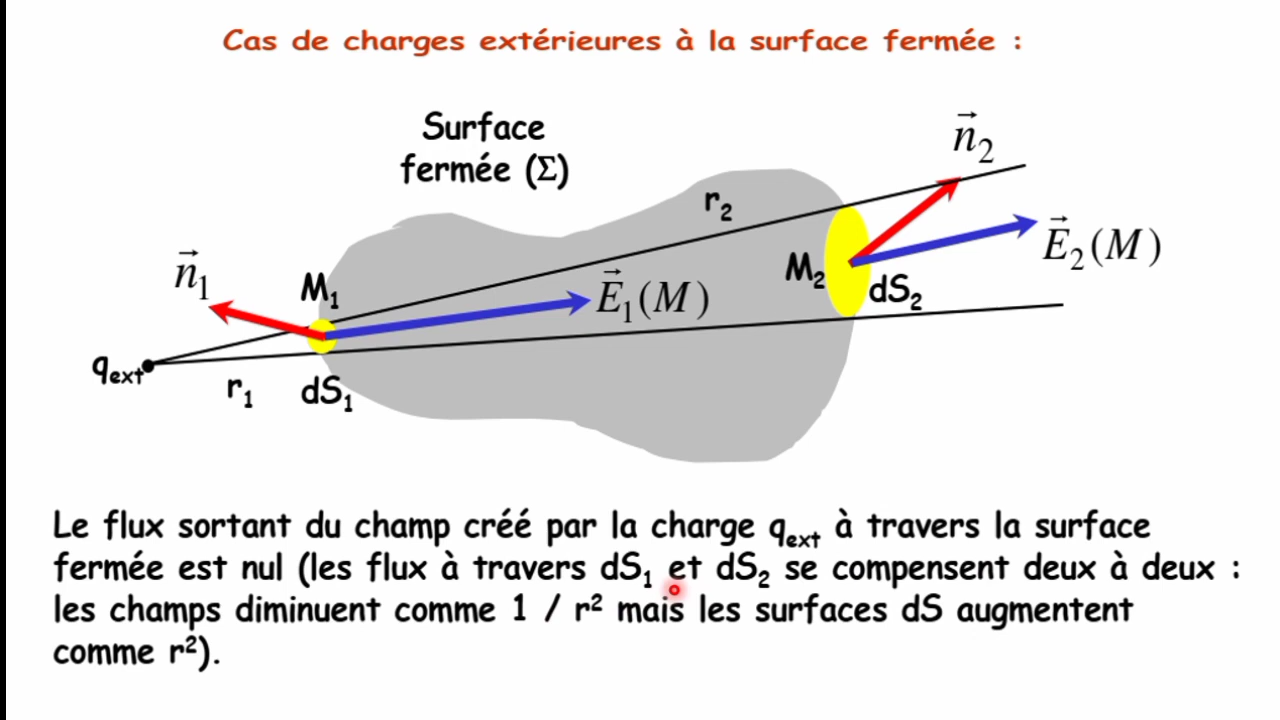 Cas de charges extérieures à la surface fermée :
Surface
fermée (Σ)
n⃗₂
r₂
E⃗₂(M)
n⃗₁
M₁
M₂
dS₂
E⃗₁(M)
qₑₓₜ
r₁
dS₁
Le flux sortant du champ créé par la charge qₑₓₜ à travers la surface
fermée est nul (les flux à travers dS₁ et dS₂ se compensent deux à deux :
les champs diminuent comme 1 / r² mais les surfaces dS augmentent
comme r²).